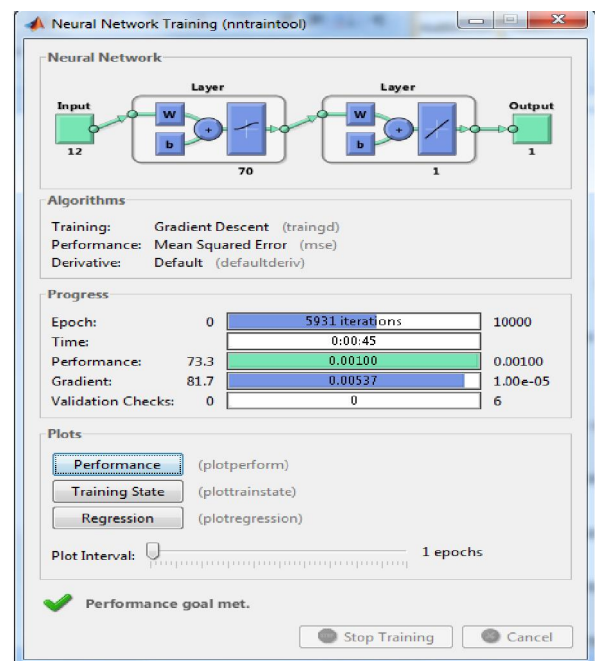 Neural Network Training (nntraintool)
Neural Network
Layer
Layer
Input
Output
W
W
+
+
b
b
12
70
1
1
Algorithms
Training: Gradient Descent (traingd)
Performance: Mean Squared Error (mse)
Derivative: Default (defaultderiv)
Progress
Epoch: 0 5931 iterations 10000
Time: 0:00:45
Performance: 73.3 0.00100 0.00100
Gradient: 81.7 0.00537 1.00e-05
Validation Checks: 0 0 6
Plots
Performance (plotperform)
Training State (plottrainstate)
Regression (plotregression)
Plot Interval: 1 epochs
Performance goal met.
Stop Training Cancel